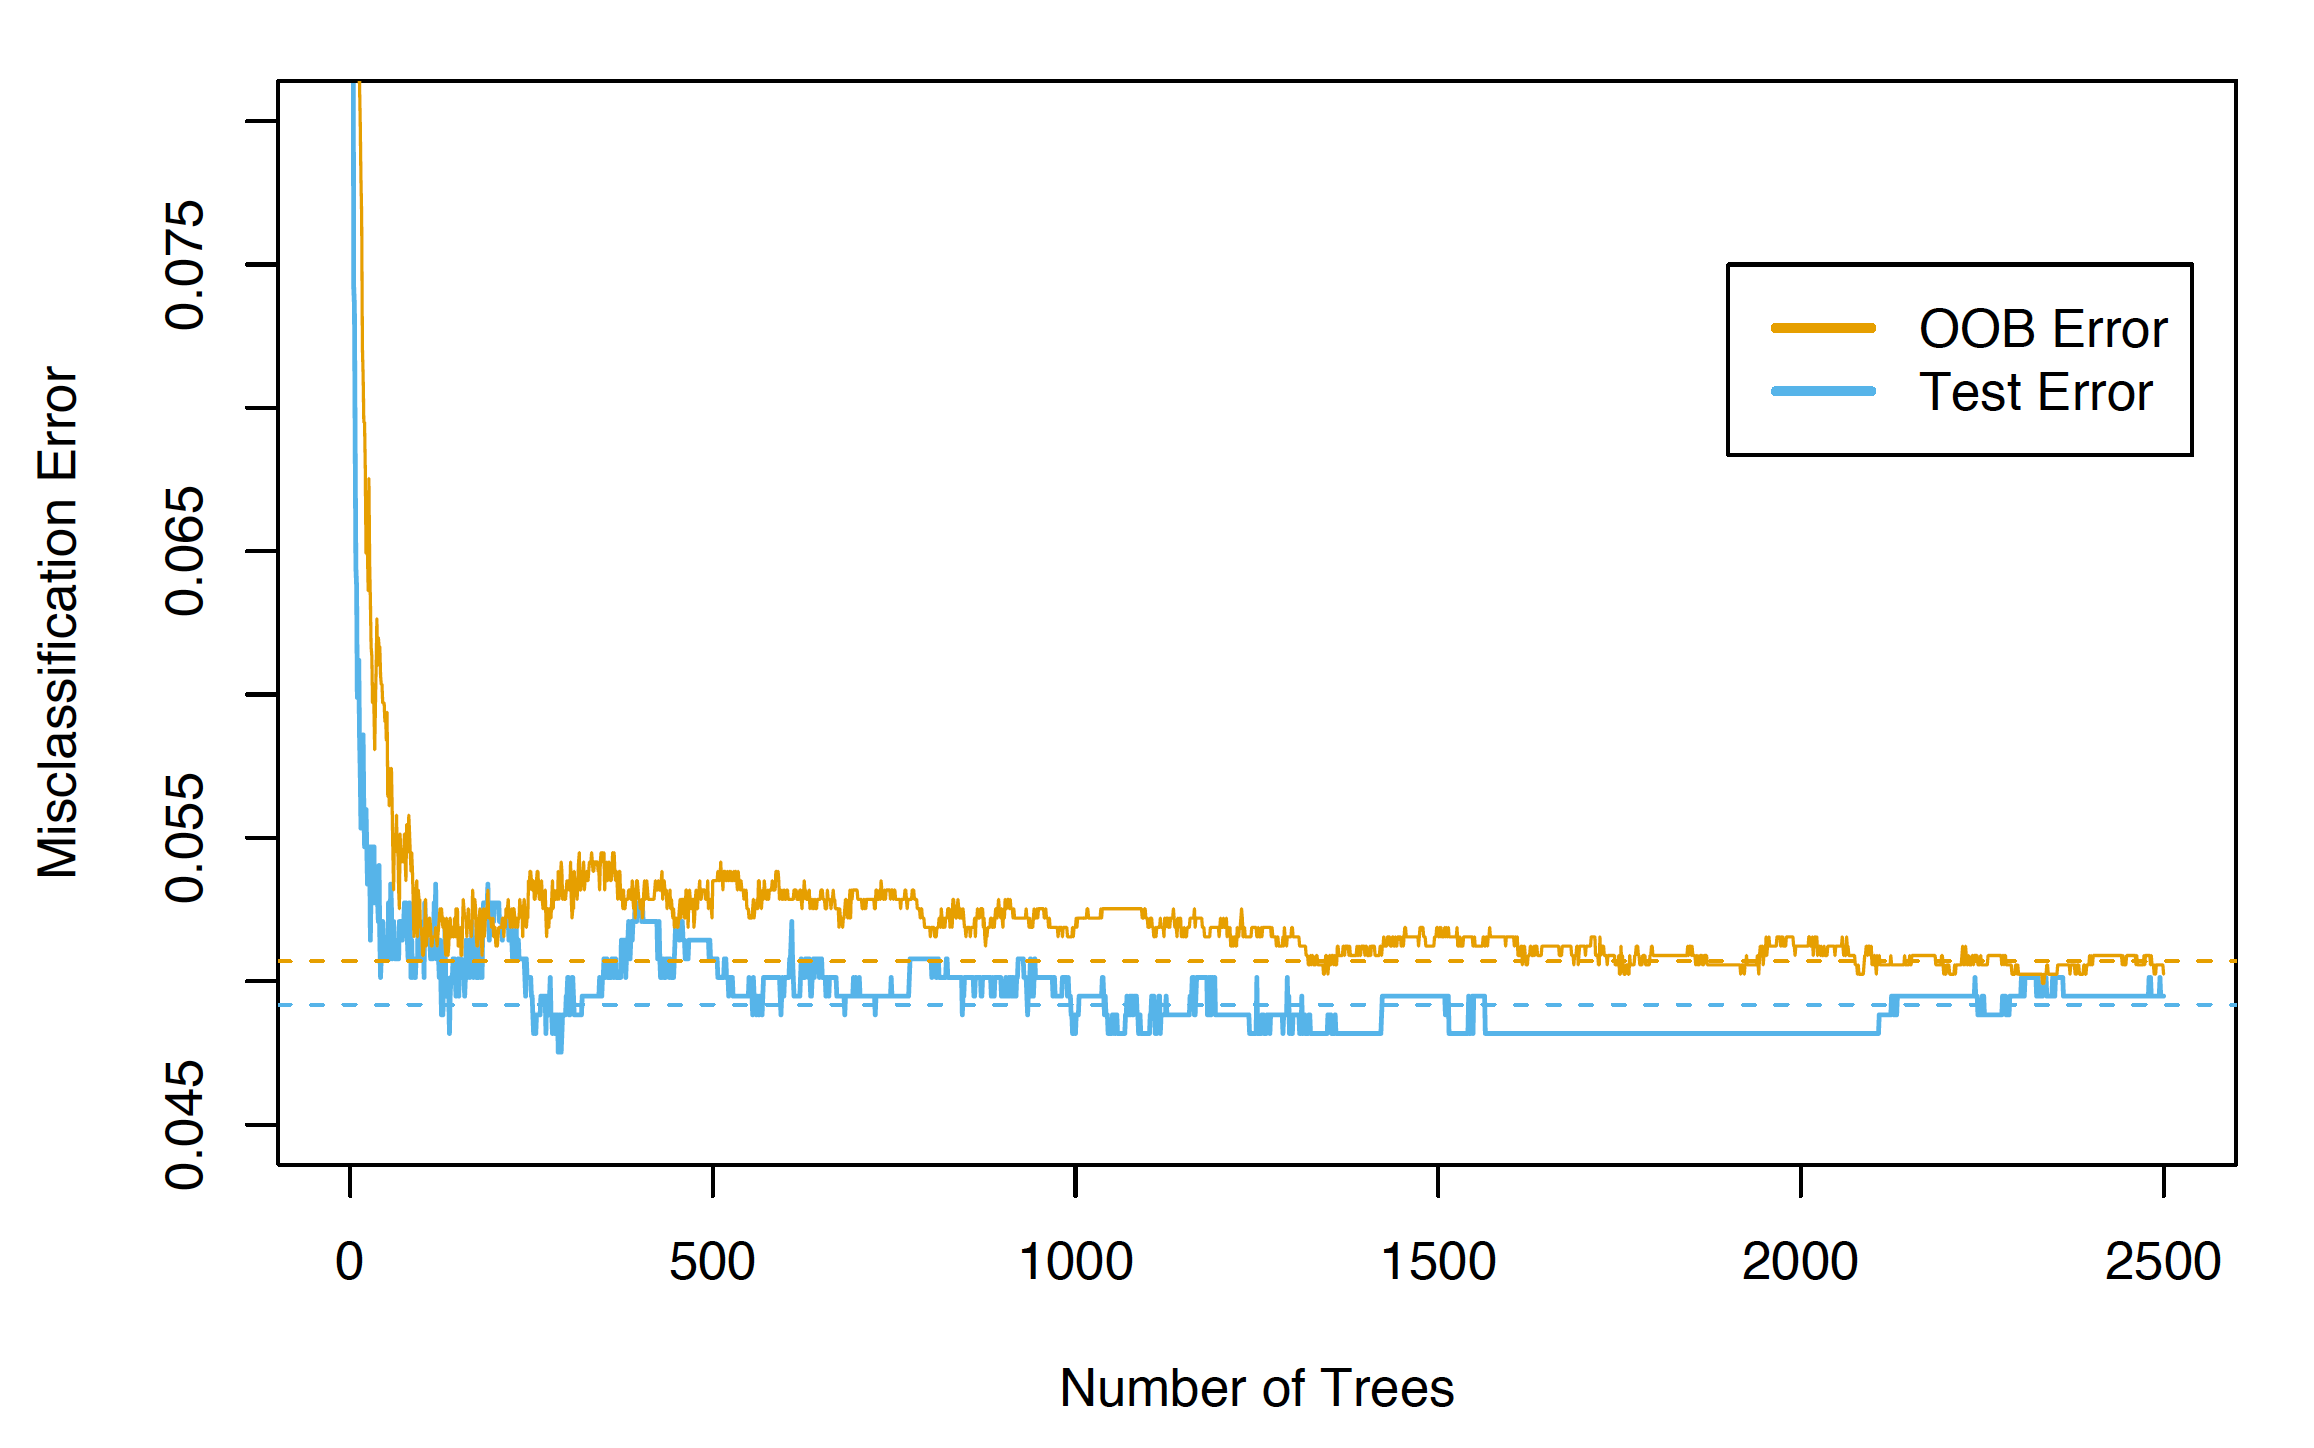 Misclassification Error
0.075
0.065
0.055
0.045
OOB Error
Test Error
0 500 1000 1500 2000 2500
Number of Trees